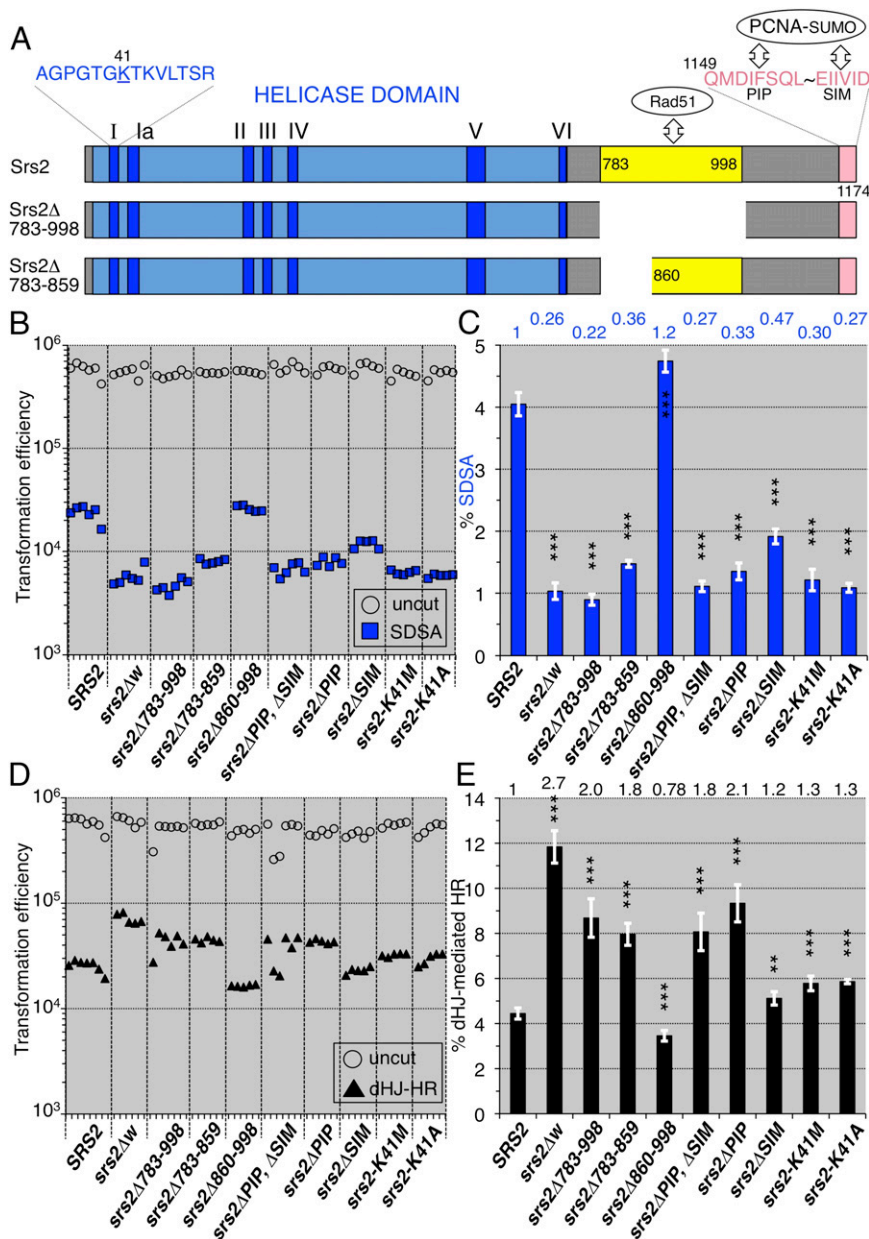 A
41
AGPGTGKTKVLTSR
HELICASE DOMAIN
PCNA-SUMO
1149
QMDIFSQL~EIIVID
PIP SIM
Rad51
I Ia II III IV V VI
Srs2
783 998
1174
Srs2Δ
783-998
Srs2Δ
783-859
860
B
Transformation efficiency
10⁶
10⁵
10⁴
10³
uncut
SDSA
SRS2
srs2Δw
srs2Δ783-998
srs2Δ783-859
srs2Δ860-998
srs2ΔPIP, ΔSIM
srs2ΔPIP
srs2ΔSIM
srs2-K41M
srs2-K41A
C
1 0.26 0.22 0.36 1.2 0.27 0.33 0.47 0.30 0.27
% SDSA
5
4
3
2
1
0
*** *** *** *** *** *** *** *** ***
SRS2
srs2Δw
srs2Δ783-998
srs2Δ783-859
srs2Δ860-998
srs2ΔPIP, ΔSIM
srs2ΔPIP
srs2ΔSIM
srs2-K41M
srs2-K41A
D
Transformation efficiency
10⁶
10⁵
10⁴
10³
uncut
dHJ-HR
SRS2
srs2Δw
srs2Δ783-998
srs2Δ783-859
srs2Δ860-998
srs2ΔPIP, ΔSIM
srs2ΔPIP
srs2ΔSIM
srs2-K41M
srs2-K41A
E
1 2.7 2.0 1.8 0.78 1.8 2.1 1.2 1.3 1.3
% dHJ-mediated HR
14
12
10
8
6
4
2
0
*** *** *** *** *** *** ** *** ***
SRS2
srs2Δw
srs2Δ783-998
srs2Δ783-859
srs2Δ860-998
srs2ΔPIP, ΔSIM
srs2ΔPIP
srs2ΔSIM
srs2-K41M
srs2-K41A